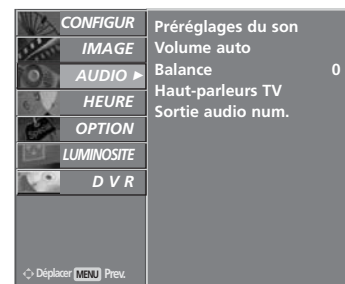 CONFIGUR
IMAGE
AUDIO ►
HEURE
OPTION
LUMINOSITE
D V R
Déplacer MENU Prev.
Préréglages du son
Volume auto
Balance 0
Haut-parleurs TV
Sortie audio num.